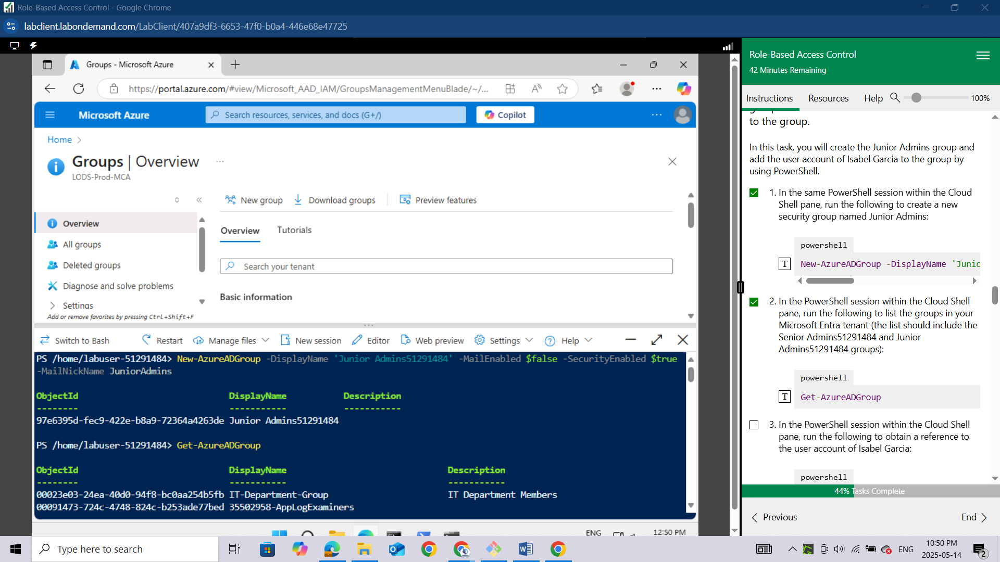 Role-Based Access Control - Google Chrome
labclient.labondemand.com/LabClient/407a9df3-6653-47f0-b0a4-446e68e47725
Groups - Microsoft Azure
https://portal.azure.com/#view/Microsoft_AAD_IAM/GroupsManagementMenuBlade/~/...
Microsoft Azure
Search resources, services, and docs (G+/)
Copilot
Home
Groups | Overview
LODS-Prod-MCA
New group
Download groups
Preview features
Overview
All groups
Deleted groups
Diagnose and solve problems
Settings
Add or remove favorites by pressing Ctrl+Shift+F
Overview
Tutorials
Search your tenant
Basic information
Switch to Bash
Restart
Manage files
New session
Editor
Web preview
Settings
Help
PS /home/labuser-51291484> New-AzureADGroup -DisplayName 'Junior Admins51291484' -MailEnabled $false -SecurityEnabled $true
-MailNickName JuniorAdmins
ObjectId DisplayName Description
-------- ----------- -----------
97e6395d-fec9-422e-b8a9-72364a4263de Junior Admins51291484
PS /home/labuser-51291484> Get-AzureADGroup
ObjectId DisplayName Description
-------- ----------- -----------
00023e03-24ea-40d0-94f8-bc0aa254b5fb IT-Department-Group IT Department Members
00091473-724c-4748-824c-b253ade77bed 35502958-AppLogExaminers
ENG
12:50 PM
Role-Based Access Control
42 Minutes Remaining
Instructions
Resources
Help
100%
to the group.
In this task, you will create the Junior Admins group and
add the user account of Isabel Garcia to the group by
using PowerShell.
1. In the same PowerShell session within the Cloud
Shell pane, run the following to create a new
security group named Junior Admins:
powershell
T
New-AzureADGroup -DisplayName 'Junio
2. In the PowerShell session within the Cloud Shell
pane, run the following to list the groups in your
Microsoft Entra tenant (the list should include the
Senior Admins51291484 and Junior
Admins51291484 groups):
powershell
T
Get-AzureADGroup
3. In the PowerShell session within the Cloud Shell
pane, run the following to obtain a reference to
the user account of Isabel Garcia:
powershell
44% Tasks Complete
Previous
End
Type here to search
ENG
10:50 PM
2025-05-14
2